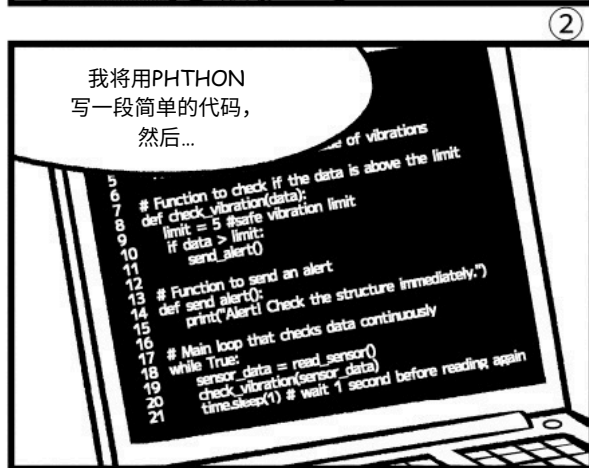 ②
我将用PHTHON
写一段简单的代码，
然后...
of vibrations
5
6
7 # Function to check if the data is above the limit
8 def check_vibration(data):
9 limit = 5 #safe vibration limit
10 if data > limit:
11 send_alert()
12
13 # Function to send an alert
14 def send alert():
15 print("Alert! Check the structure immediately.")
16
17 # Main loop that checks data continuously
18 while True:
19 sensor_data = read_sensor()
20 check_vibration(sensor_data)
21 time.sleep(1) # wait 1 second before reading again